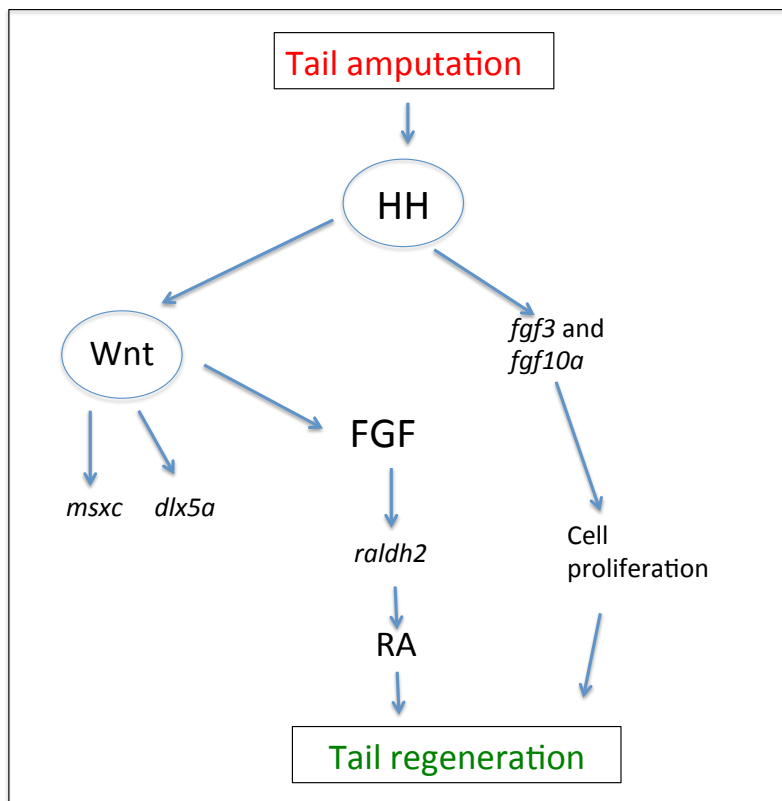 Tail amputation
HH
Wnt
fgf3 and
fgf10a
FGF
msxc dlx5a
raldh2
Cell
proliferation
RA
Tail regeneration